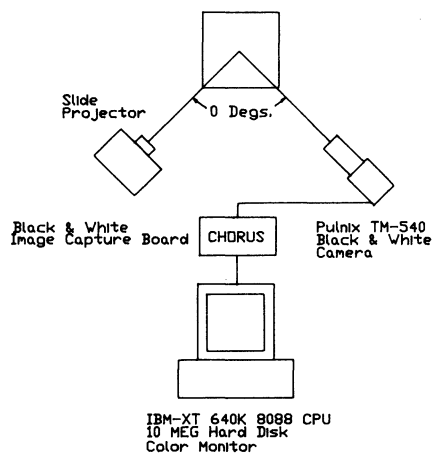 Slide
Projector
0 Degs.
Black & White
Image Capture Board
CHORUS
Pulnix TM-540
Black & White
Camera
IBM-XT 640K 8088 CPU
10 MEG Hard Disk
Color Monitor